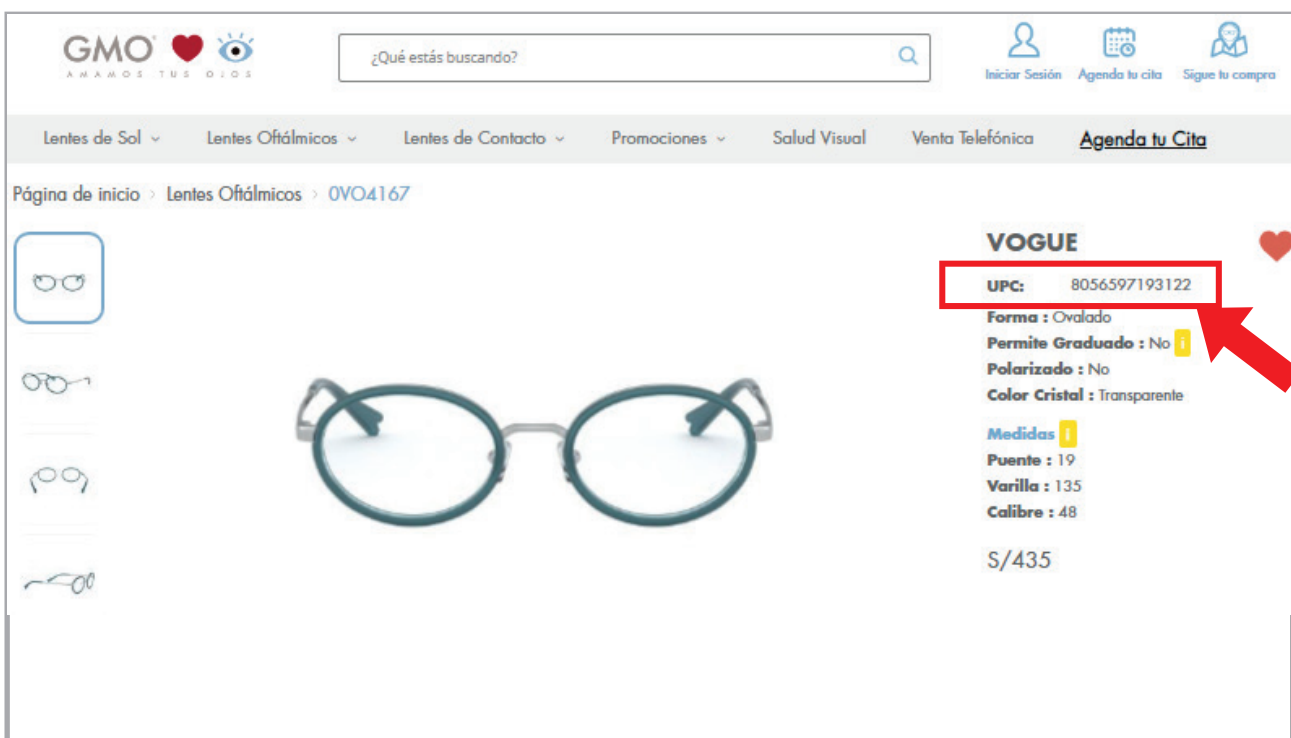 GMO
AMAMOS TUS OJOS
¿Qué estás buscando?
Iniciar Sesión
Agenda tu cita
Sigue tu compra
Lentes de Sol
Lentes Oftálmicos
Lentes de Contacto
Promociones
Salud Visual
Venta Telefónica
Agenda tu Cita
Página de inicio > Lentes Oftálmicos > 0VO4167
VOGUE
UPC: 8056597193122
Forma : Ovalado
Permite Graduado : No i
Polarizado : No
Color Cristal : Transparente
Medidas i
Puente : 19
Varilla : 135
Calibre : 48
S/435